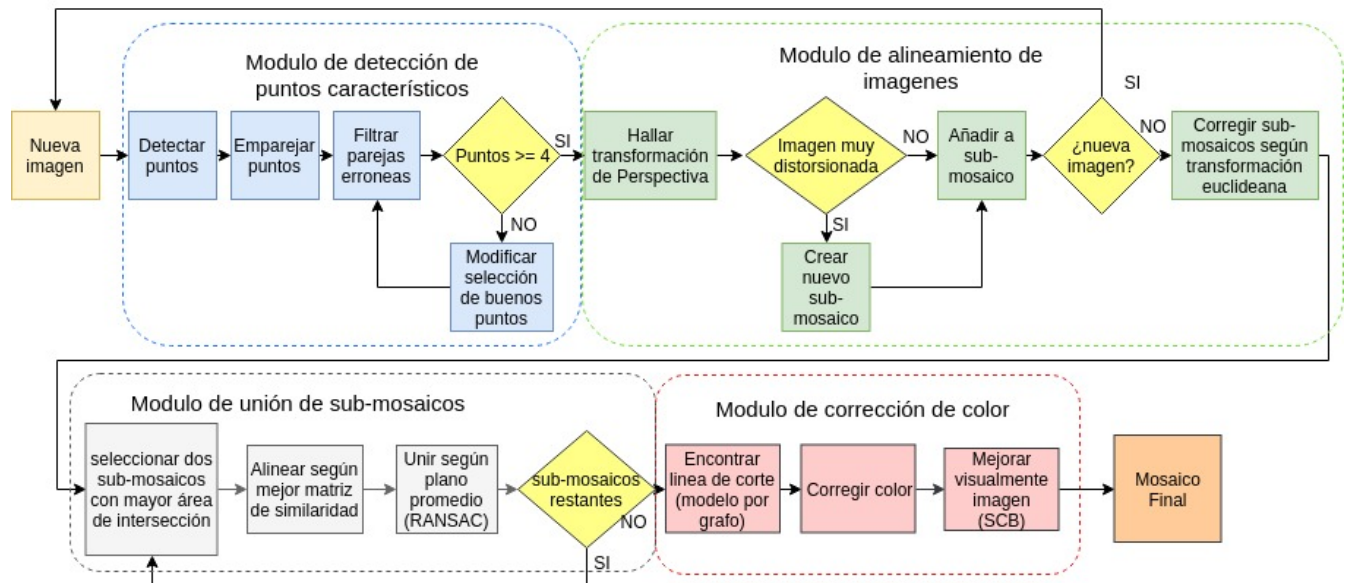 Modulo de detección de
puntos característicos
Nueva
imagen
Detectar
puntos
Emparejar
puntos
Filtrar
parejas
erroneas
Puntos >= 4
SI
NO
Modificar
selección
de buenos
puntos
Modulo de alineamiento de
imagenes
Hallar
transformación
de Perspectiva
Imagen muy
distorsionada
NO
SI
Crear
nuevo
sub-
mosaico
Añadir a
sub-
mosaico
¿nueva
imagen?
SI
NO
Corregir sub-
mosaicos según
transformación
euclideana
Modulo de unión de sub-mosaicos
seleccionar dos
sub-mosaicos
con mayor área
de intersección
Alinear según
mejor matriz
de similaridad
Unir según
plano
promedio
(RANSAC)
sub-mosaicos
restantes
NO
SI
Modulo de corrección de color
Encontrar
linea de corte
(modelo por
grafo)
Corregir color
Mejorar
visualmente
imagen
(SCB)
Mosaico
Final